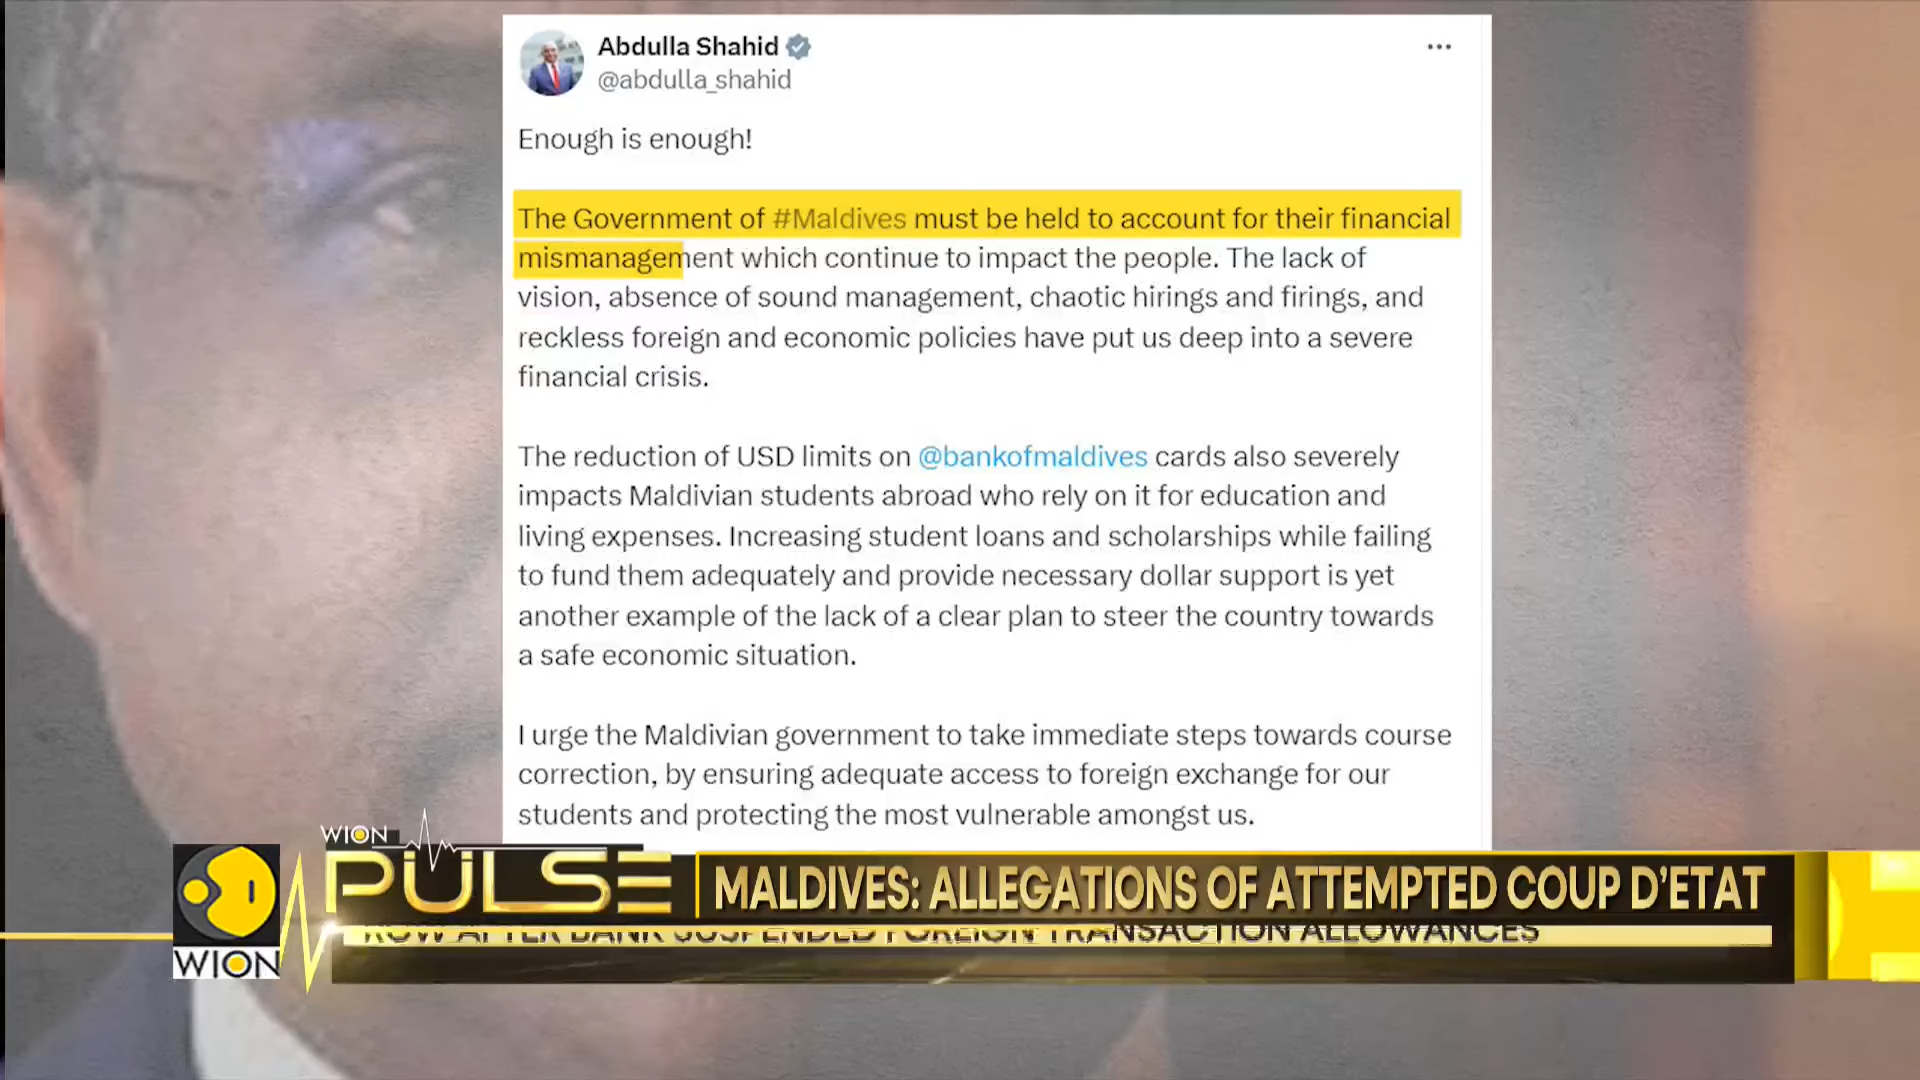 Abdulla Shahid
@abdulla_shahid
Enough is enough!
The Government of #Maldives must be held to account for their financial
mismanagement which continue to impact the people. The lack of
vision, absence of sound management, chaotic hirings and firings, and
reckless foreign and economic policies have put us deep into a severe
financial crisis.
The reduction of USD limits on @bankofmaldives cards also severely
impacts Maldivian students abroad who rely on it for education and
living expenses. Increasing student loans and scholarships while failing
to fund them adequately and provide necessary dollar support is yet
another example of the lack of a clear plan to steer the country towards
a safe economic situation.
I urge the Maldivian government to take immediate steps towards course
correction, by ensuring adequate access to foreign exchange for our
students and protecting the most vulnerable amongst us.
WION
PULSE
MALDIVES: ALLEGATIONS OF ATTEMPTED COUP D'ETAT
ROW AFTER BANK SUSPENDED FOREIGN TRANSACTION ALLOWANCES
WION